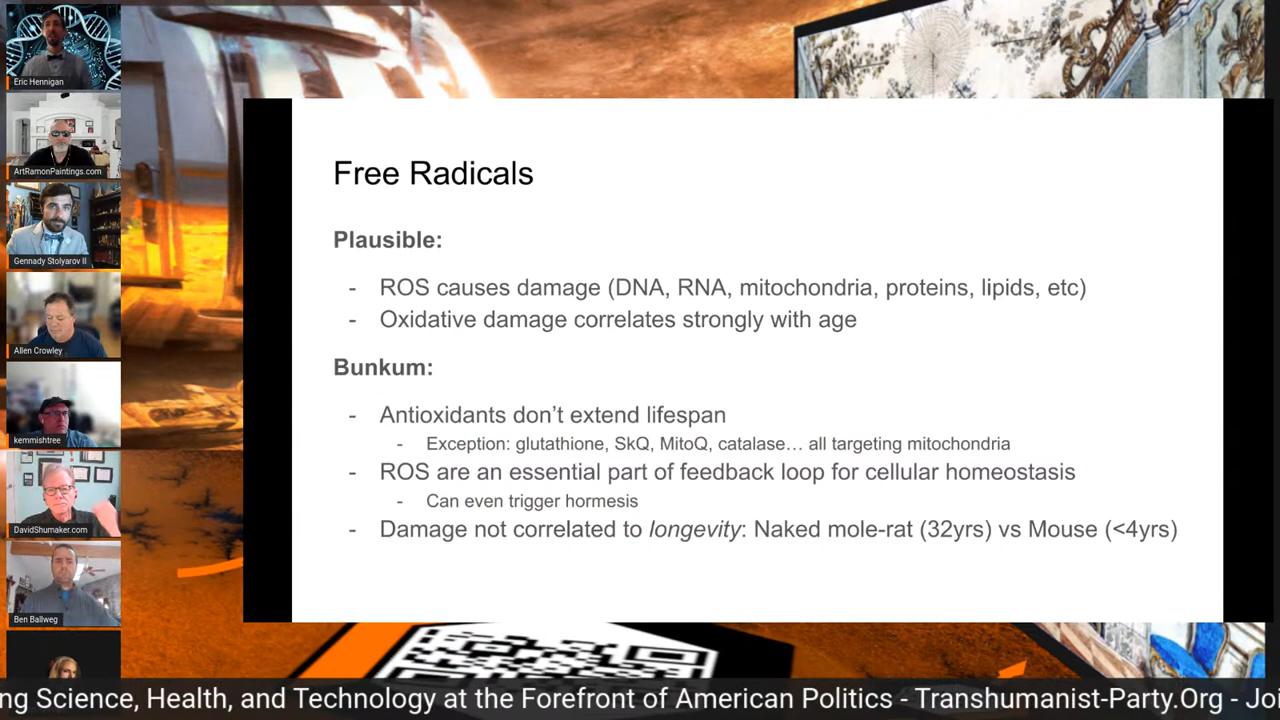 Eric Hennigan
ArtRamonPaintings.com
Gennady Stolyarov II
Allen Crowley
kemmishtree
DavidShumaker.com
Ben Ballweg
Free Radicals
Plausible:
- ROS causes damage (DNA, RNA, mitochondria, proteins, lipids, etc)
- Oxidative damage correlates strongly with age
Bunkum:
- Antioxidants don’t extend lifespan
- Exception: glutathione, SkQ, MitoQ, catalase… all targeting mitochondria
- ROS are an essential part of feedback loop for cellular homeostasis
- Can even trigger hormesis
- Damage not correlated to longevity: Naked mole-rat (32yrs) vs Mouse (<4yrs)
ng Science, Health, and Technology at the Forefront of American Politics - Transhumanist-Party.Org - Joi